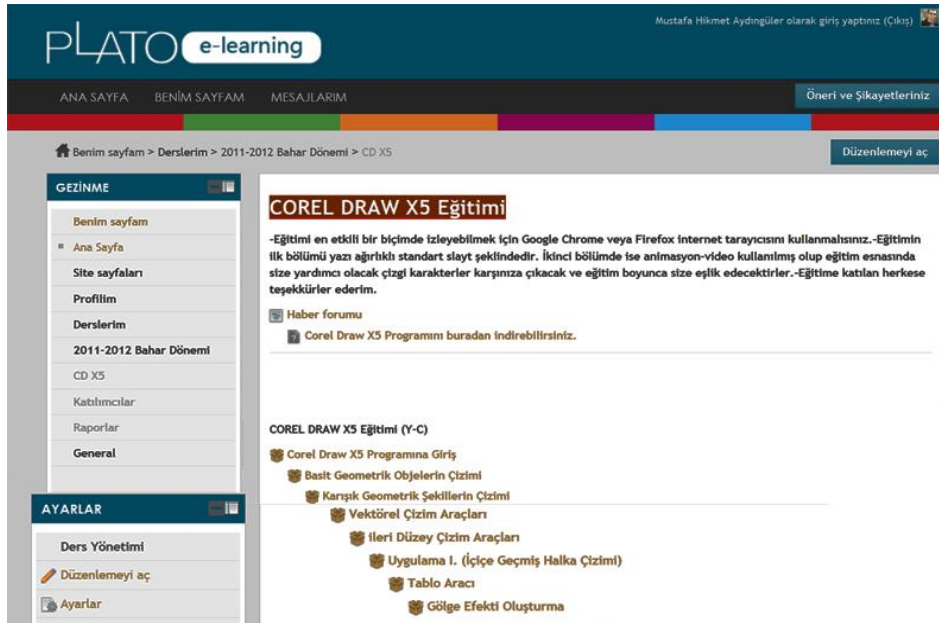 Mustafa Hikmet Aydıngüler olarak giriş yaptınız (Çıkış)
PLATO e-learning
ANA SAYFA BENİM SAYFAM MESAJLARIM
Öneri ve Şikayetleriniz
Benim sayfam > Derslerim > 2011-2012 Bahar Dönemi > CD X5
Düzenlemeyi aç
GEZİNME
Benim sayfam
Ana Sayfa
Site sayfaları
Profilim
Derslerim
2011-2012 Bahar Dönemi
CD X5
Katılımcılar
Raporlar
General
AYARLAR
Ders Yönetimi
Düzenlemeyi aç
Ayarlar
COREL DRAW X5 Eğitimi
-Eğitimi en etkili bir biçimde izleyebilmek için Google Chrome veya Firefox internet tarayıcısını kullanmalısınız.-Eğitimin
ilk bölümü yazı ağırlıklı standart slayt şeklindedir. İkinci bölümde ise animasyon-video kullanılmış olup eğitim esnasında
size yardımcı olacak çizgi karakterler karşınıza çıkacak ve eğitim boyunca size eşlik edecektirler.-Eğitime katılan herkese
teşekkürler ederim.
Haber forumu
Corel Draw X5 Programını buradan indirebilirsiniz.
COREL DRAW X5 Eğitimi (Y-C)
Corel Draw X5 Programına Giriş
Basit Geometrik Objelerin Çizimi
Karışık Geometrik Şekillerin Çizimi
Vektörel Çizim Araçları
ileri Düzey Çizim Araçları
Uygulama I. (İçiçe Geçmiş Halka Çizimi)
Tablo Aracı
Gölge Efekti Oluşturma